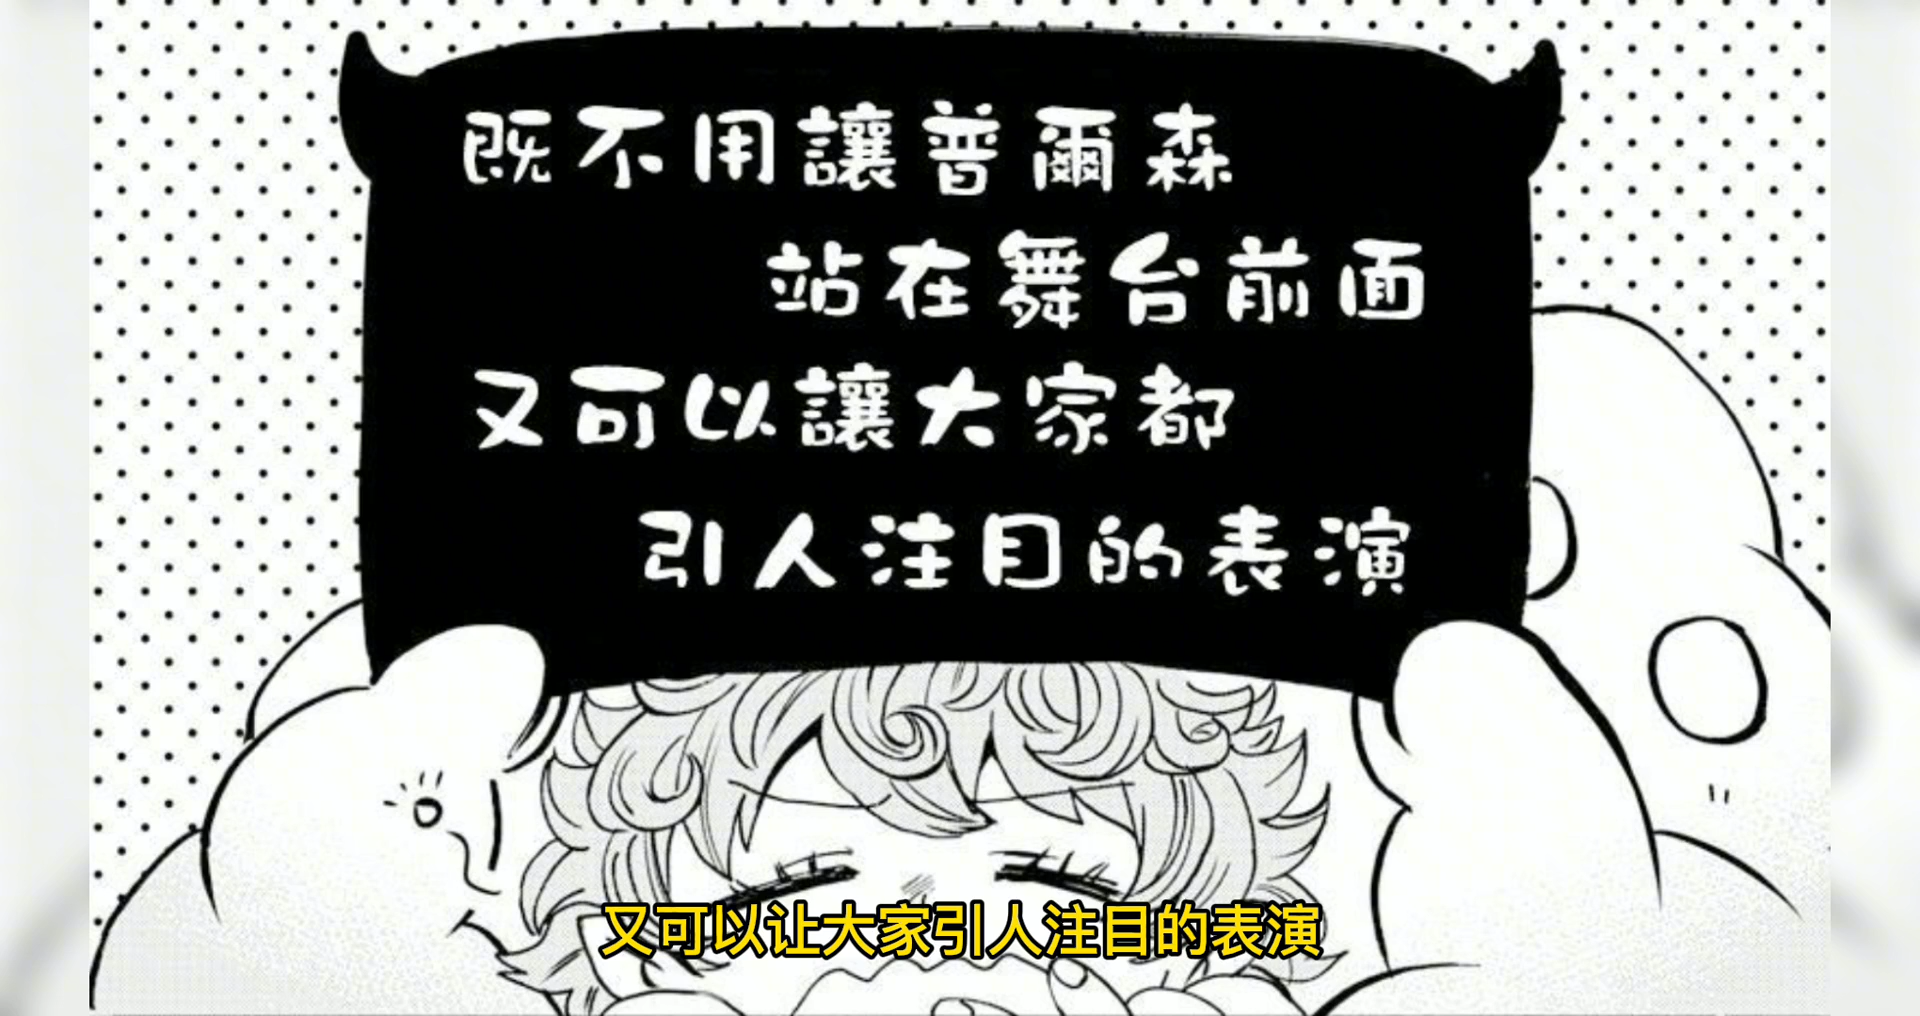 既不用讓普爾森
站在舞台前面
又可以讓大家都
引人注目的表演
又可以让大家引人注目的表演